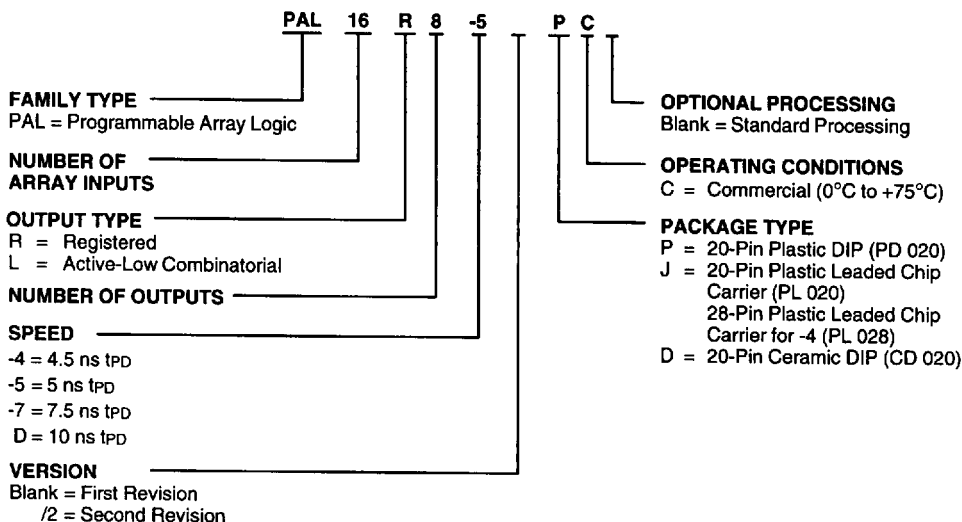 PAL 16 R 8 -5 P C
FAMILY TYPE
PAL = Programmable Array Logic
NUMBER OF
ARRAY INPUTS
OUTPUT TYPE
R = Registered
L = Active-Low Combinatorial
NUMBER OF OUTPUTS
SPEED
-4 = 4.5 ns tPD
-5 = 5 ns tPD
-7 = 7.5 ns tPD
D = 10 ns tPD
VERSION
Blank = First Revision
/2 = Second Revision
OPTIONAL PROCESSING
Blank = Standard Processing
OPERATING CONDITIONS
C = Commercial (0°C to +75°C)
PACKAGE TYPE
P = 20-Pin Plastic DIP (PD 020)
J = 20-Pin Plastic Leaded Chip
Carrier (PL 020)
28-Pin Plastic Leaded Chip
Carrier for -4 (PL 028)
D = 20-Pin Ceramic DIP (CD 020)